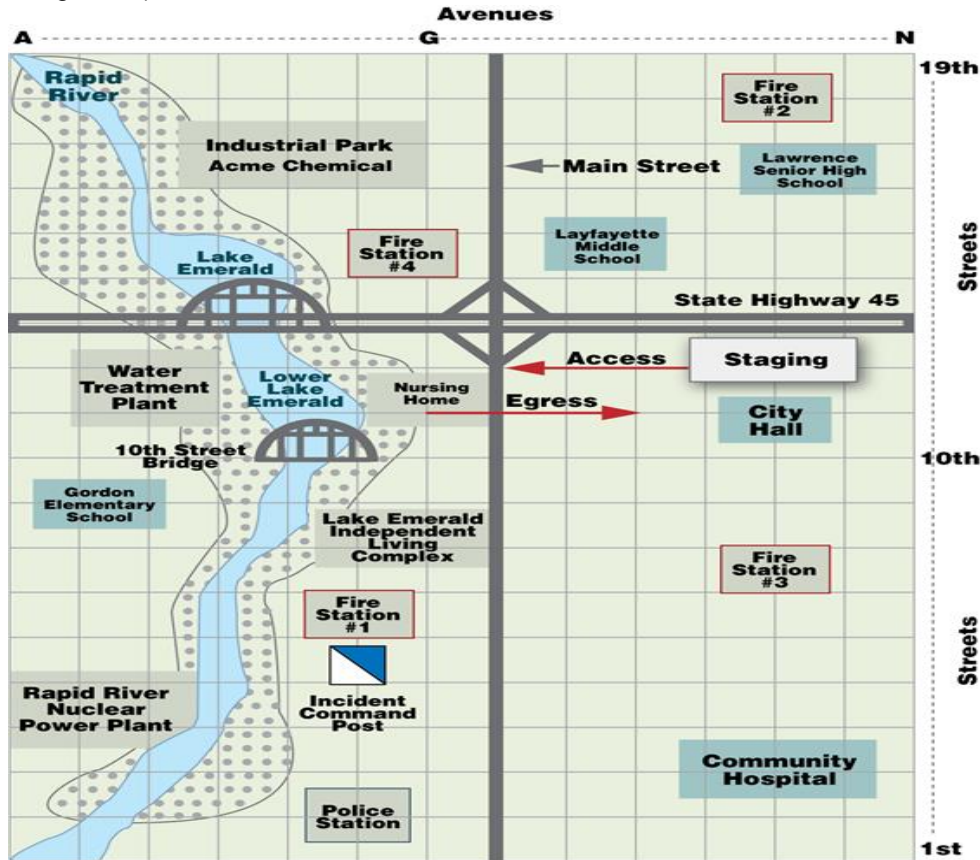 Avenues
A
G
N
19th
Rapid
River
Fire
Station
#2
Industrial Park
Acme Chemical
Main Street
Lawrence
Senior High
School
Streets
Fire
Station
#4
Layfayette
Middle
School
Lake
Emerald
State Highway 45
Water
Treatment
Plant
Lower
Lake
Emerald
Nursing
Home
Access
Staging
Egress
City
Hall
10th Street
Bridge
10th
Gordon
Elementary
School
Lake Emerald
Independent
Living
Complex
Fire
Station
#3
Fire
Station
#1
Streets
Incident
Command
Post
Rapid River
Nuclear
Power Plant
Community
Hospital
Police
Station
1st